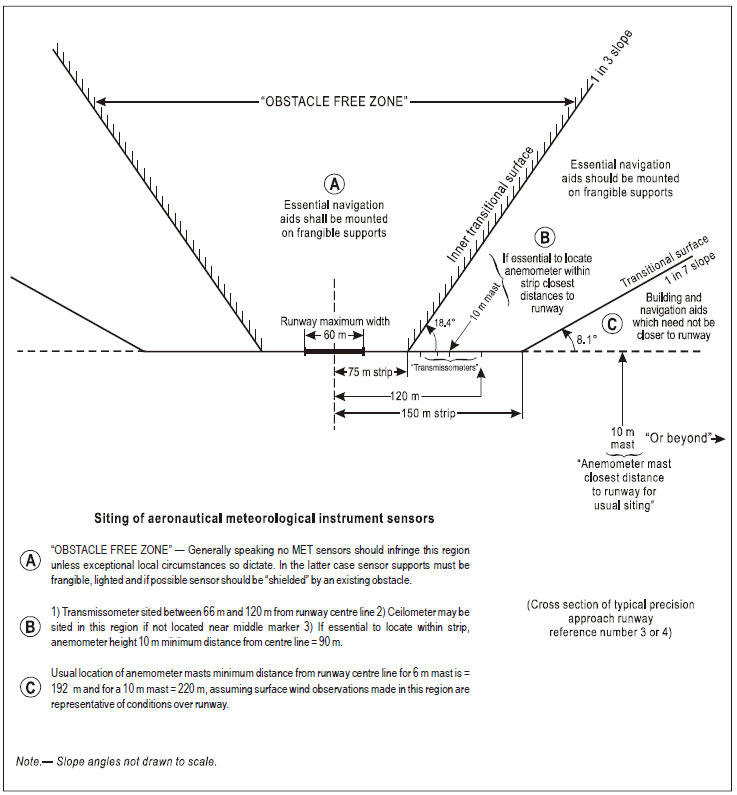 1 in 3 slope
“OBSTACLE FREE ZONE”
A
Essential navigation
aids shall be mounted
on frangible supports
Inner transitional surface
Essential navigation
aids should be mounted
on frangible supports
B
If essential to locate
anemometer within
strip closest
distances to
runway
10 m mast
Transitional surface
1 in 7 slope
Building and
navigation aids
which need not be
closer to runway
C
Runway maximum width
60 m
18.4°
8.1°
75 m strip
“Transmissometers”
120 m
150 m strip
10 m
mast
“Or beyond”
“Anemometer mast
closest distance
to runway for
usual siting”
Siting of aeronautical meteorological instrument sensors
A
“OBSTACLE FREE ZONE” — Generally speaking no MET sensors should infringe this region
unless exceptional local circumstances so dictate. In the latter case sensor supports must be
frangible, lighted and if possible sensor should be “shielded” by an existing obstacle.
B
1) Transmissometer sited between 66 m and 120 m from runway centre line 2) Ceilometer may be
sited in this region if not located near middle marker 3) If essential to locate within strip,
anemometer height 10 m minimum distance from centre line = 90 m.
(Cross section of typical precision
approach runway
reference number 3 or 4)
C
Usual location of anemometer masts minimum distance from runway centre line for 6 m mast is =
192 m and for a 10 m mast = 220 m, assuming surface wind observations made in this region are
representative of conditions over runway.
Note.— Slope angles not drawn to scale.